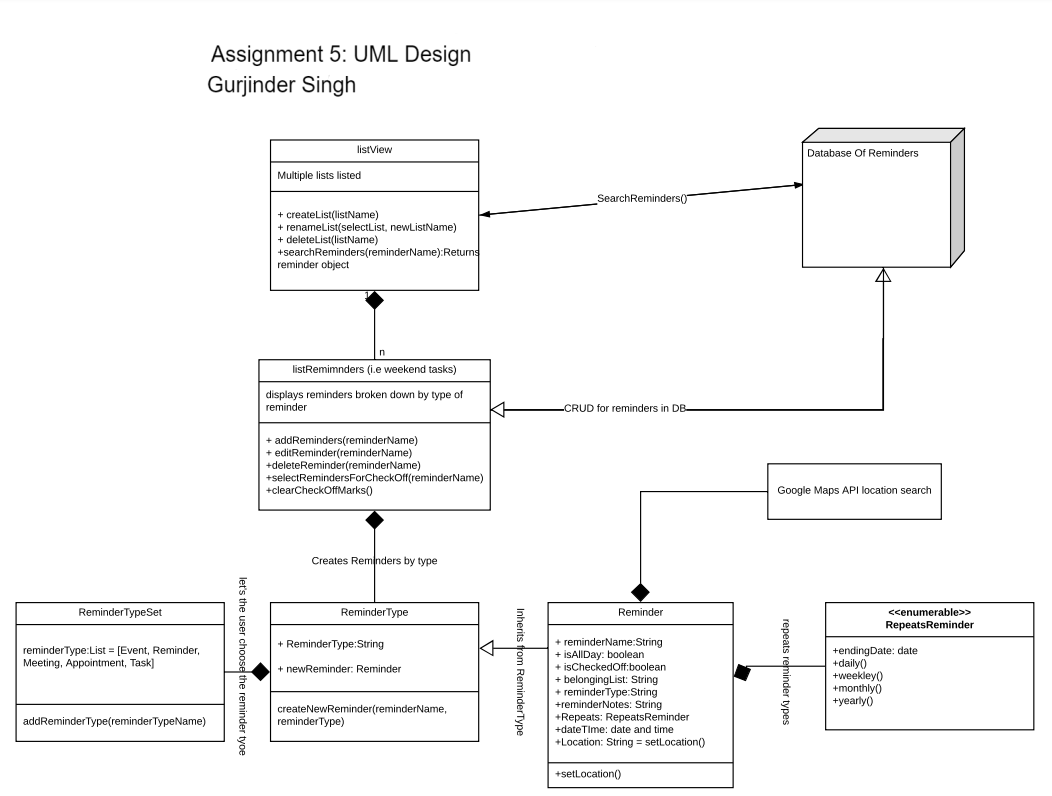 Assignment 5: UML Design
Gurjinder Singh
listView
Multiple lists listed
+ createList(listName)
+ renameList(selectList, newListName)
+ deleteList(listName)
+searchReminders(reminderName):Returns
reminder object
SearchReminders()
Database Of Reminders
1
n
listRemimnders (i.e weekend tasks)
displays reminders broken down by type of
reminder
+ addReminders(reminderName)
+ editReminder(reminderName)
+deleteReminder(reminderName)
+selectRemindersForCheckOff(reminderName)
+clearCheckOffMarks()
CRUD for reminders in DB
Google Maps API location search
Creates Reminders by type
ReminderTypeSet
reminderType:List = [Event, Reminder,
Meeting, Appointment, Task]
addReminderType(reminderTypeName)
let's the user choose the reminder tyoe
ReminderType
+ ReminderType:String
+ newReminder: Reminder
createNewReminder(reminderName,
reminderType)
Inherits from ReminderType
Reminder
+ reminderName:String
+ isAllDay: boolean
+ isCheckedOff:boolean
+ belongingList: String
+ reminderType:String
+reminderNotes: String
+Repeats: RepeatsReminder
+dateTIme: date and time
+Location: String = setLocation()
+setLocation()
repeats reminder types
<<enumerable>>
RepeatsReminder
+endingDate: date
+daily()
+weekley()
+monthly()
+yearly()